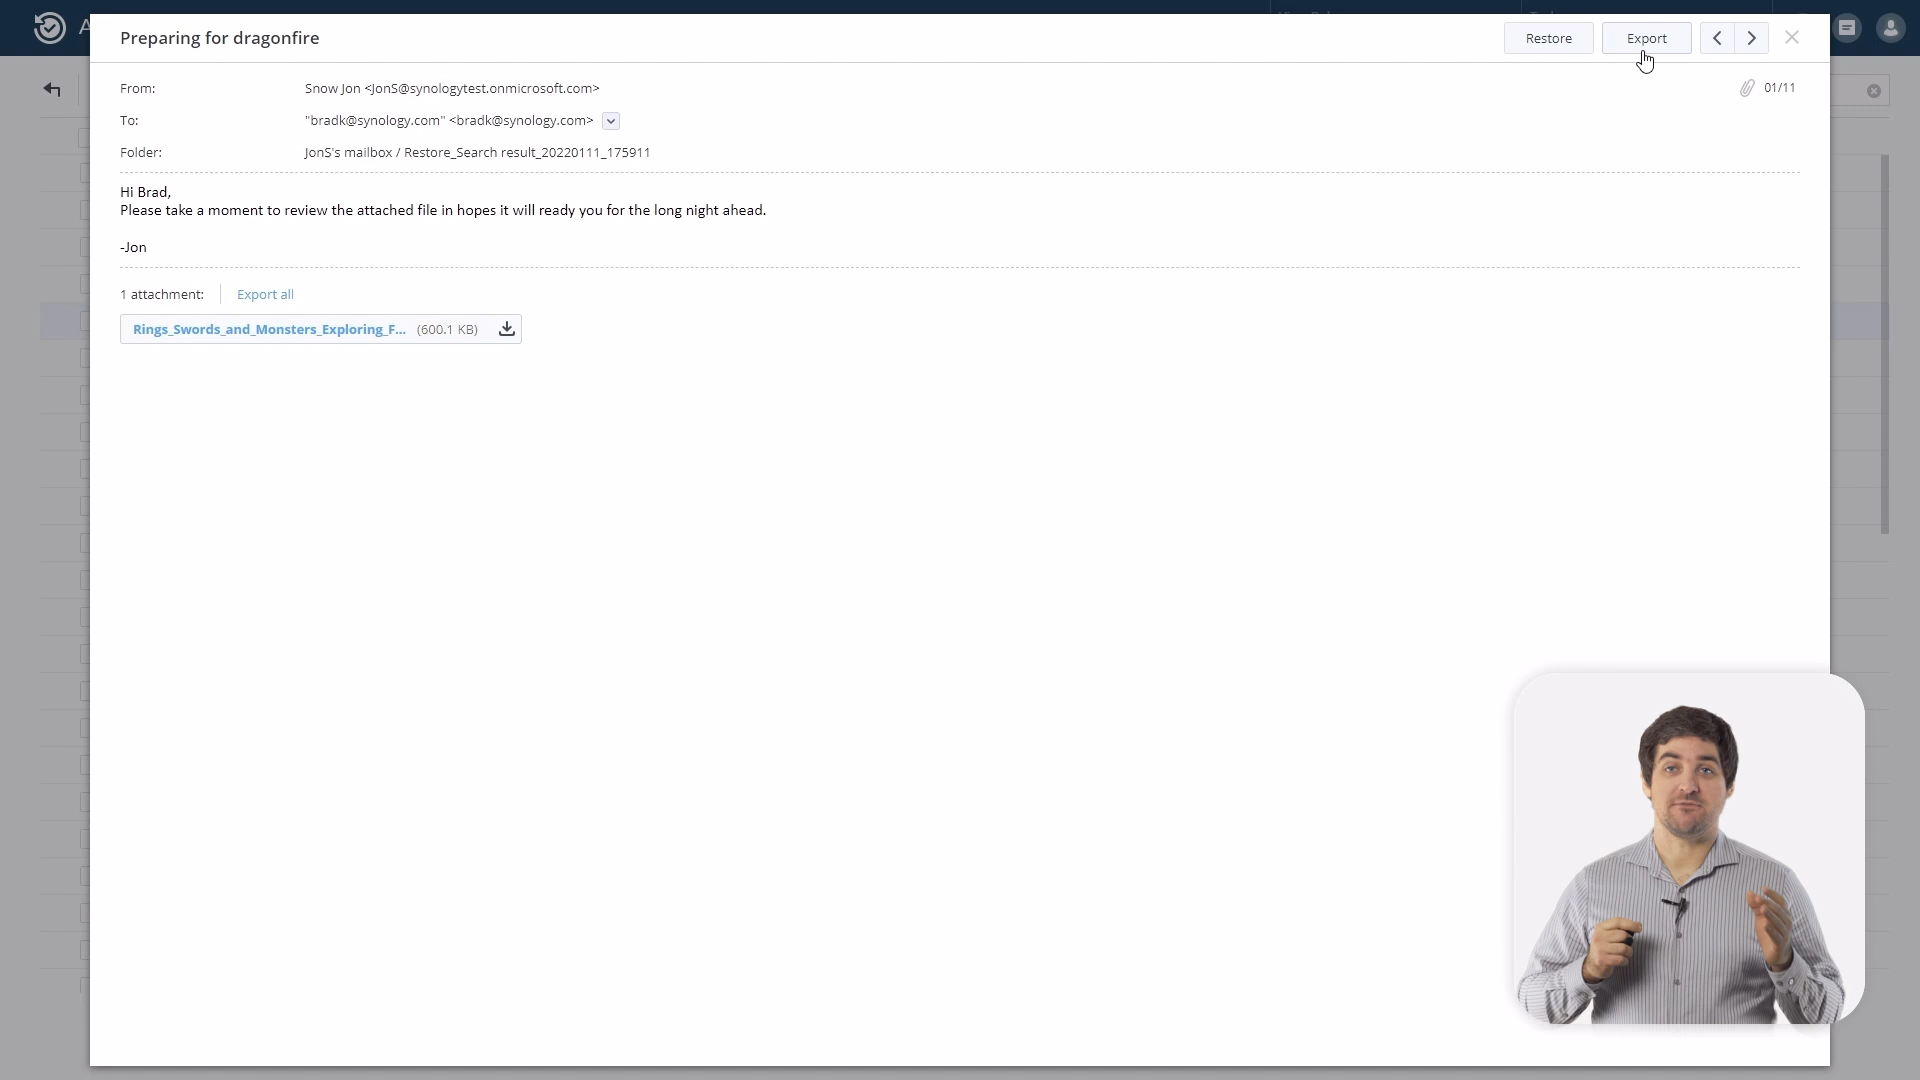 Preparing for dragonfire
Restore
Export
From:
Snow Jon <JonS@synologytest.onmicrosoft.com>
01/11
To:
"bradk@synology.com" <bradk@synology.com>
Folder:
JonS's mailbox / Restore_Search result_20220111_175911
Hi Brad,
Please take a moment to review the attached file in hopes it will ready you for the long night ahead.
-Jon
1 attachment:
Export all
Rings_Swords_and_Monsters_Exploring_F... (600.1 KB)